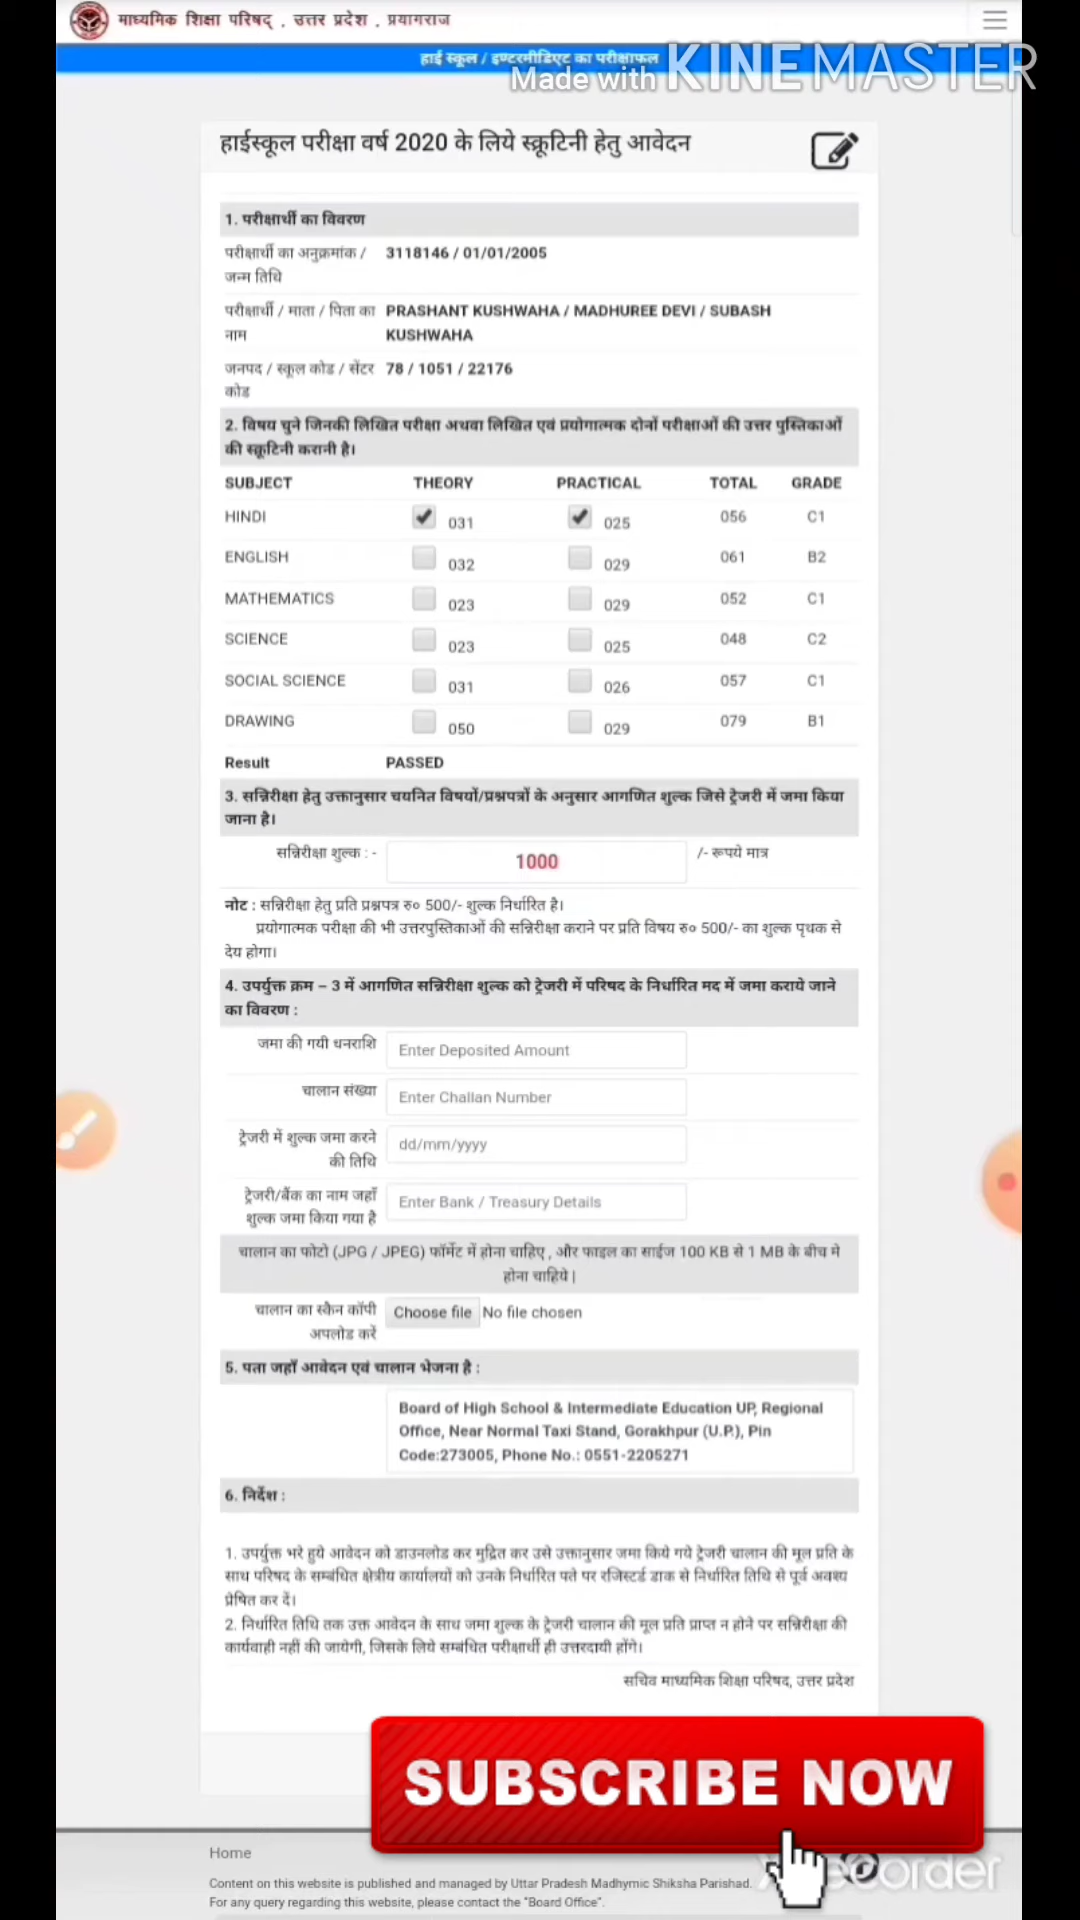 माध्यमिक शिक्षा परिषद् , उत्तर प्रदेश , प्रयागराज
हाई स्कूल / इण्टरमीडिएट का परीक्षाफल
Made with KINEMASTER
हाईस्कूल परीक्षा वर्ष 2020 के लिये स्क्रूटिनी हेतु आवेदन
1. परीक्षार्थी का विवरण
परीक्षार्थी का अनुक्रमांक / 3118146 / 01/01/2005
जन्म तिथि
परीक्षार्थी / माता / पिता का PRASHANT KUSHWAHA / MADHUREE DEVI / SUBASH
नाम KUSHWAHA
जनपद / स्कूल कोड / सेंटर 78 / 1051 / 22176
कोड
2. विषय चुने जिनकी लिखित परीक्षा अथवा लिखित एवं प्रयोगात्मक दोनों परीक्षाओं की उत्तर पुस्तिकाओं
की स्क्रूटिनी करानी है।
SUBJECT THEORY PRACTICAL TOTAL GRADE
HINDI 031 025 056 C1
ENGLISH 032 029 061 B2
MATHEMATICS 023 029 052 C1
SCIENCE 023 025 048 C2
SOCIAL SCIENCE 031 026 057 C1
DRAWING 050 029 079 B1
Result PASSED
3. सन्निरीक्षा हेतु उक्तानुसार चयनित विषयों/प्रश्नपत्रों के अनुसार आगणित शुल्क जिसे ट्रेजरी में जमा किया
जाना है।
सन्निरीक्षा शुल्क : - 1000 /- रूपये मात्र
नोट : सन्निरीक्षा हेतु प्रति प्रश्नपत्र रु० 500/- शुल्क निर्धारित है।
प्रयोगात्मक परीक्षा की भी उत्तरपुस्तिकाओं की सन्निरीक्षा कराने पर प्रति विषय रु० 500/- का शुल्क पृथक से
देय होगा।
4. उपर्युक्त क्रम – 3 में आगणित सन्निरीक्षा शुल्क को ट्रेजरी में परिषद के निर्धारित मद में जमा कराये जाने
का विवरण :
जमा की गयी धनराशि Enter Deposited Amount
चालान संख्या Enter Challan Number
ट्रेजरी में शुल्क जमा करने dd/mm/yyyy
की तिथि
ट्रेजरी/बैंक का नाम जहाँ Enter Bank / Treasury Details
शुल्क जमा किया गया है
चालान का फोटो (JPG / JPEG) फॉर्मेट में होना चाहिए , और फाइल का साईज 100 KB से 1 MB के बीच मे
होना चाहिये |
चालान का स्कैन कॉपी Choose file No file chosen
अपलोड करें
5. पता जहाँ आवेदन एवं चालान भेजना है :
Board of High School & Intermediate Education UP, Regional
Office, Near Normal Taxi Stand, Gorakhpur (U.P.), Pin
Code:273005, Phone No.: 0551-2205271
6. निर्देश :
1. उपर्युक्त भरे हुये आवेदन को डाउनलोड कर मुद्रित कर उसे उक्तानुसार जमा किये गये ट्रेजरी चालान की मूल प्रति के
साथ परिषद के सम्बंधित क्षेत्रीय कार्यालयों को उनके निर्धारित पते पर रजिस्टर्ड डाक से निर्धारित तिथि से पूर्व अवश्य
प्रेषित कर दें।
2. निर्धारित तिथि तक उक्त आवेदन के साथ जमा शुल्क के ट्रेजरी चालान की मूल प्रति प्राप्त न होने पर सन्निरीक्षा की
कार्यवाही नहीं की जायेगी, जिसके लिये सम्बंधित परीक्षार्थी ही उत्तरदायी होंगे।
सचिव माध्यमिक शिक्षा परिषद, उत्तर प्रदेश
SUBSCRIBE NOW
Home
Content on this website is published and managed by Uttar Pradesh Madhymic Shiksha Parishad.
For any query regarding this website, please contact the "Board Office".